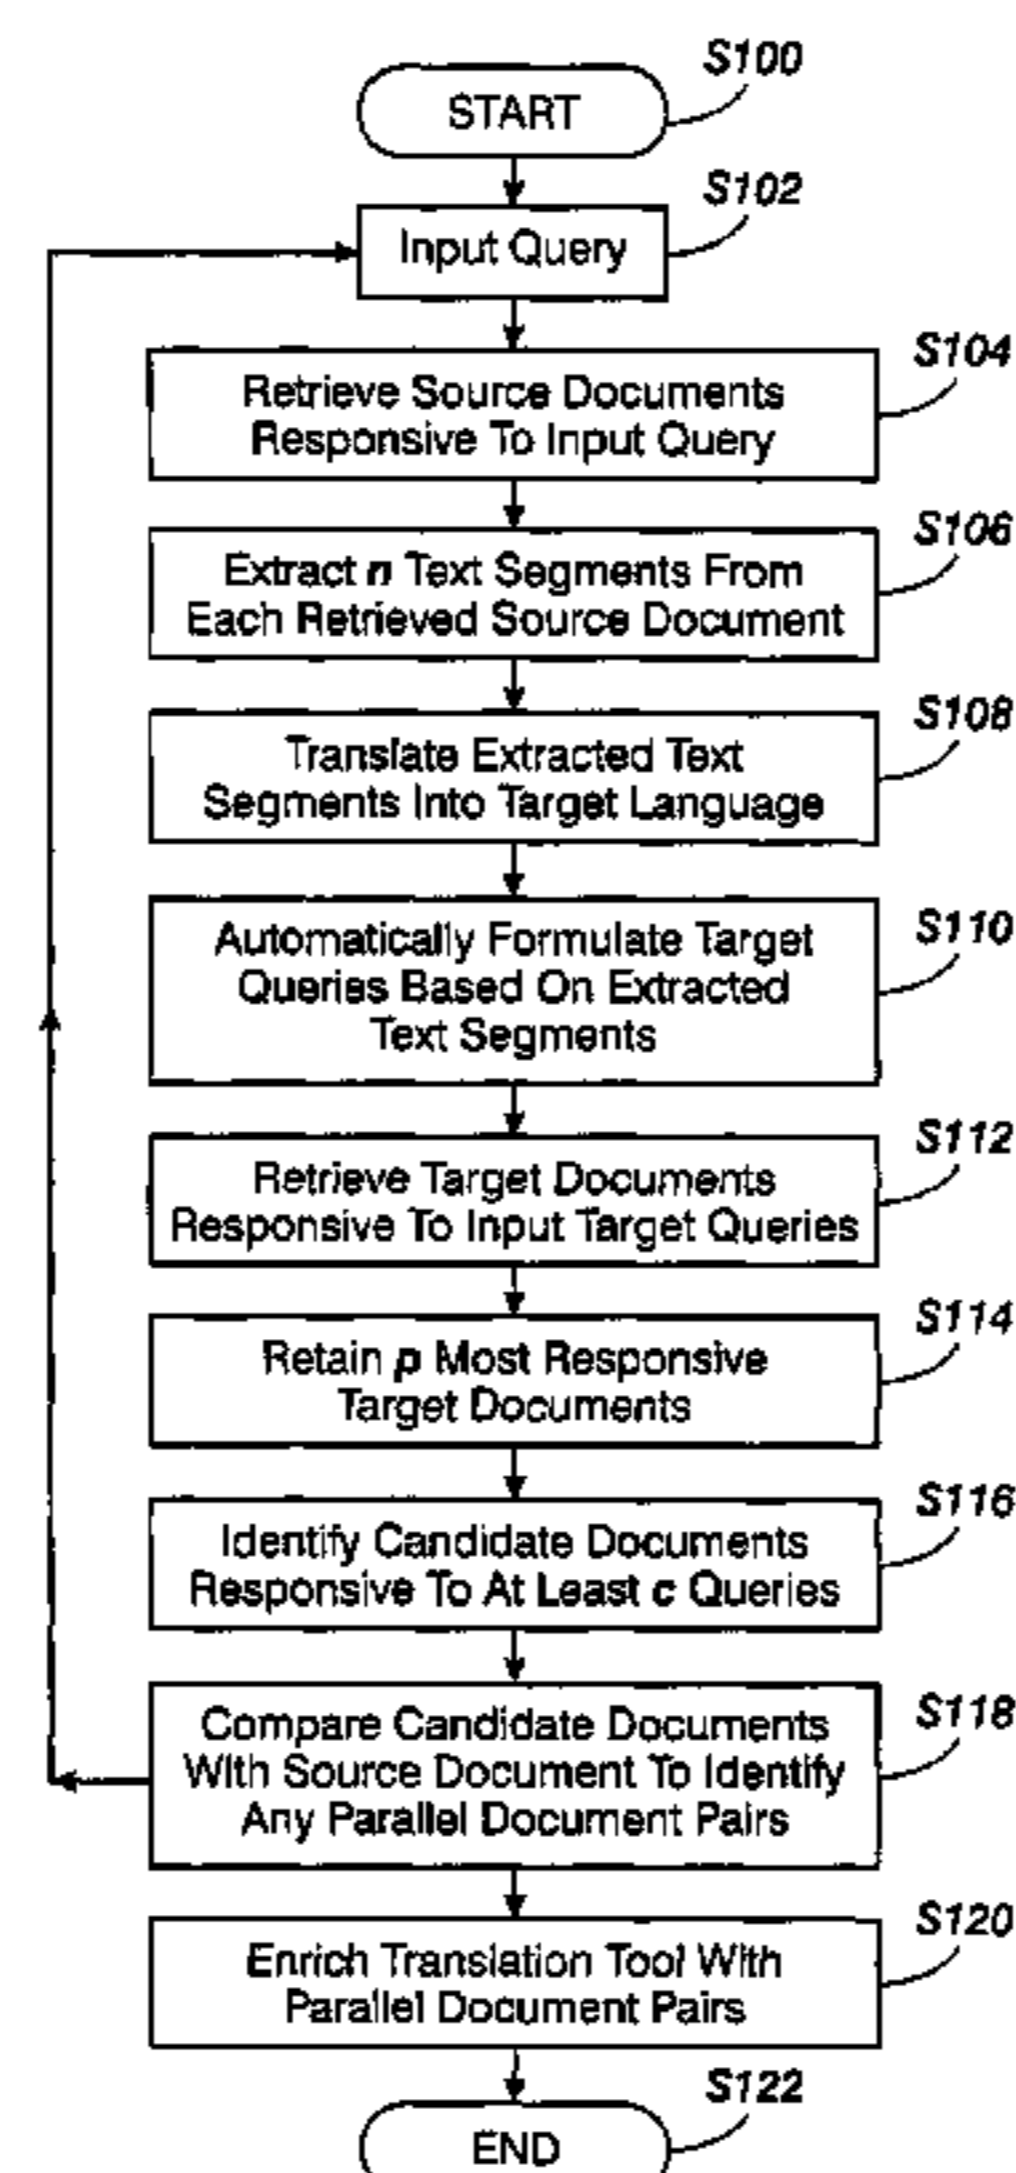 S100
START
S102
Input Query
S104
Retrieve Source Documents
Responsive To Input Query
S106
Extract n Text Segments From
Each Retrieved Source Document
S108
Translate Extracted Text
Segments Into Target Language
S110
Automatically Formulate Target
Queries Based On Extracted
Text Segments
S112
Retrieve Target Documents
Responsive To Input Target Queries
S114
Retain p Most Responsive
Target Documents
S116
Identify Candidate Documents
Responsive To At Least c Queries
S118
Compare Candidate Documents
With Source Document To Identify
Any Parallel Document Pairs
S120
Enrich Translation Tool With
Parallel Document Pairs
S122
END